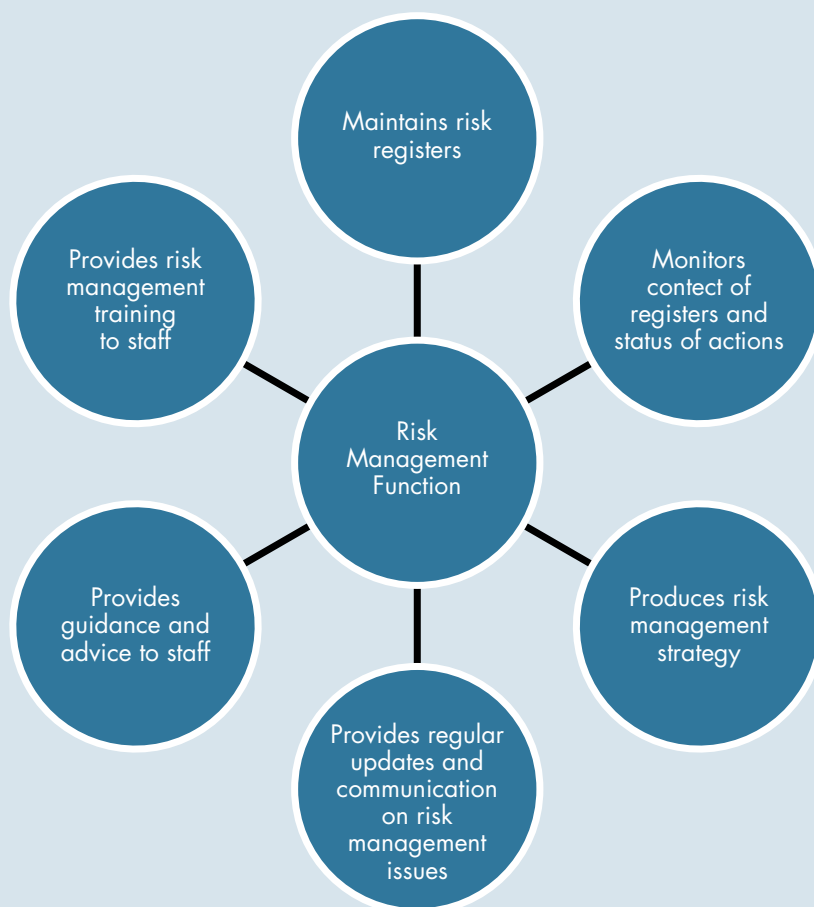 Maintains risk
registers
Provides risk
management
training
to staff
Monitors
contect of
registers and
status of actions
Risk
Management
Function
Provides
guidance and
advice to staff
Produces risk
management
strategy
Provides regular
updates and
communication
on risk
management
issues